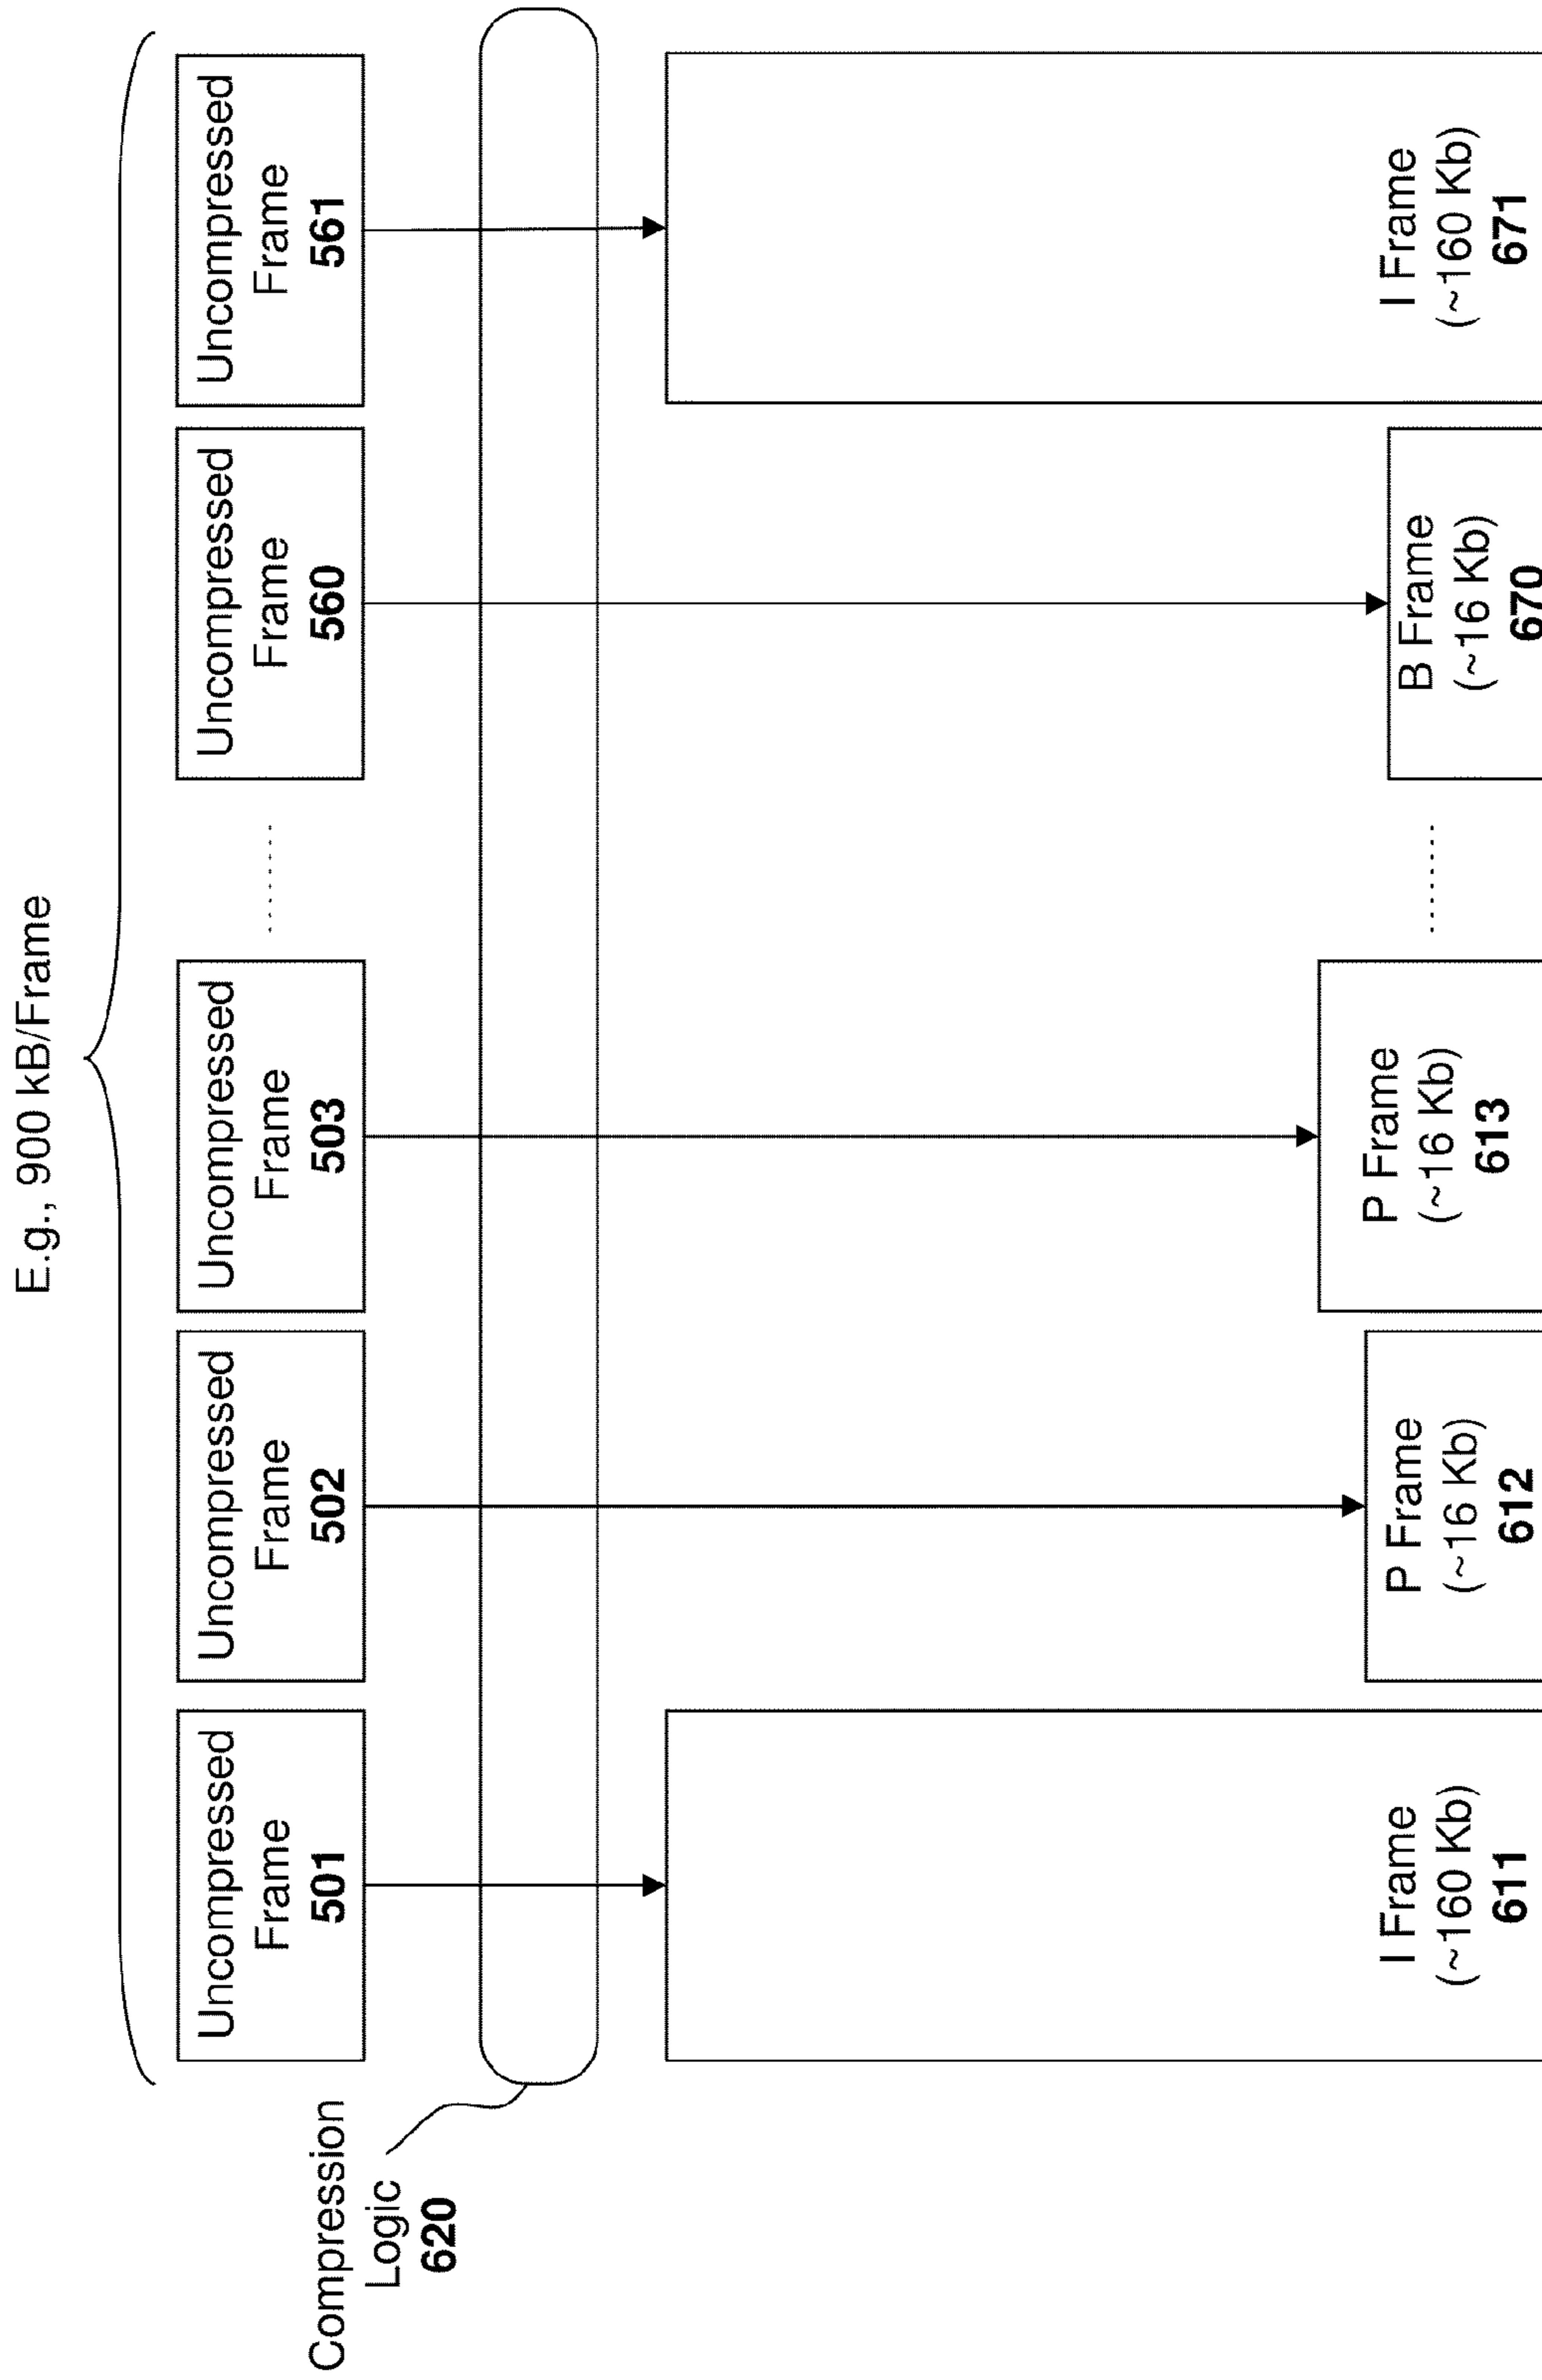 E.g., 900 kB/Frame
Uncompressed
Frame
501
Uncompressed
Frame
502
Uncompressed
Frame
503
.......
Uncompressed
Frame
560
Uncompressed
Frame
561
Compression
Logic
620
I Frame
(~160 Kb)
611
P Frame
(~16 Kb)
612
P Frame
(~16 Kb)
613
.......
B Frame
(~16 Kb)
670
I Frame
(~160 Kb)
671